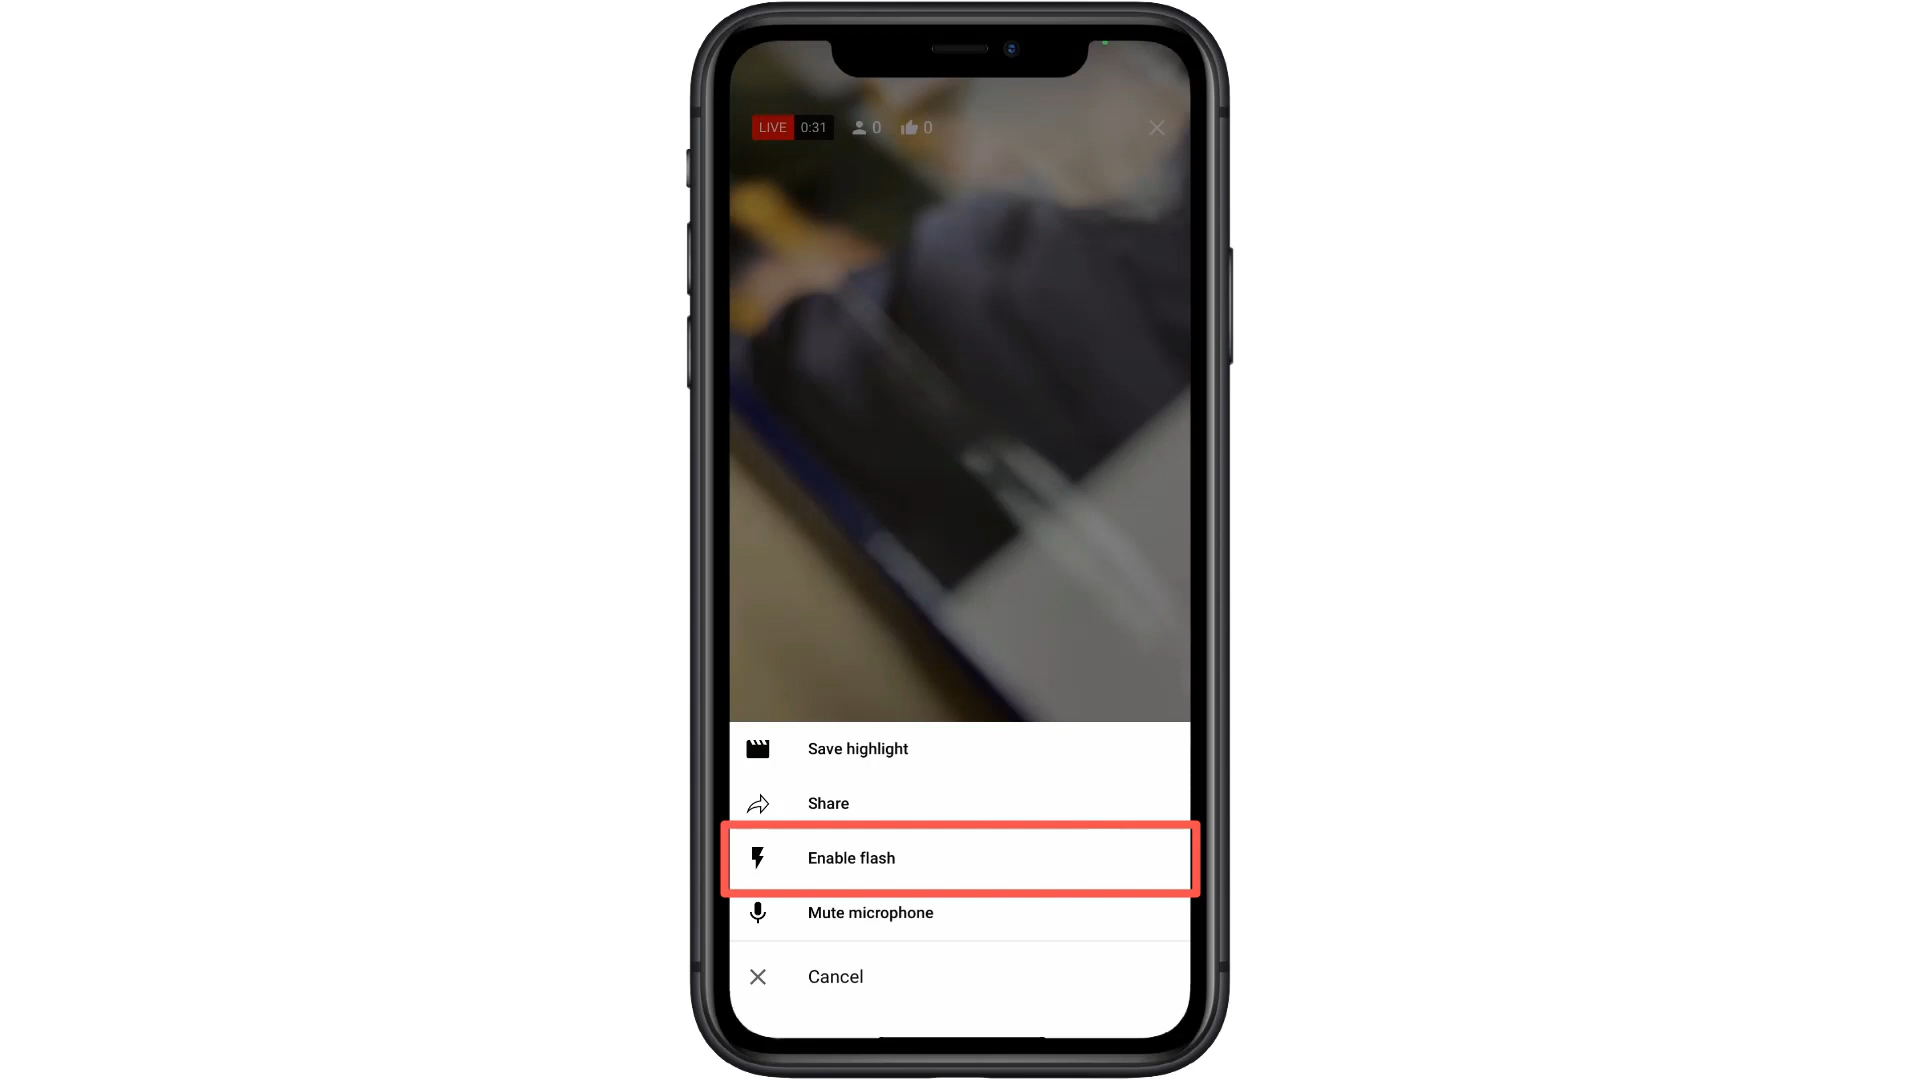 LIVE 0:31 0 0
Save highlight
Share
Enable flash
Mute microphone
Cancel